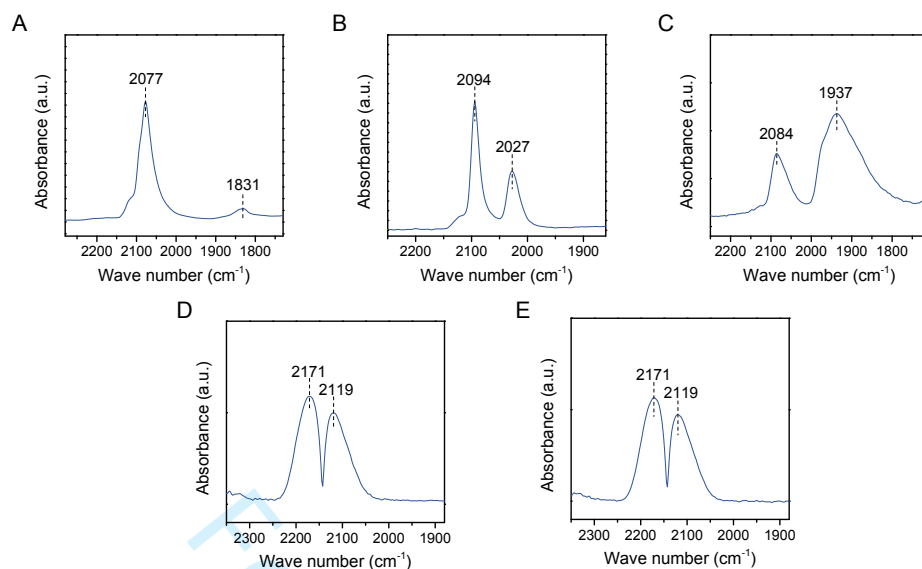 A
2077
1831
Absorbance (a.u.)
2200 2100 2000 1900 1800
Wave number (cm-1)
B
2094
2027
Absorbance (a.u.)
2200 2100 2000 1900
Wave number (cm-1)
C
2084
1937
Absorbance (a.u.)
2200 2100 2000 1900 1800
Wave number (cm-1)
D
2171
2119
Absorbance (a.u.)
2300 2200 2100 2000 1900
Wave number (cm-1)
E
2171
2119
Absorbance (a.u.)
2300 2200 2100 2000 1900
Wave number (cm-1)